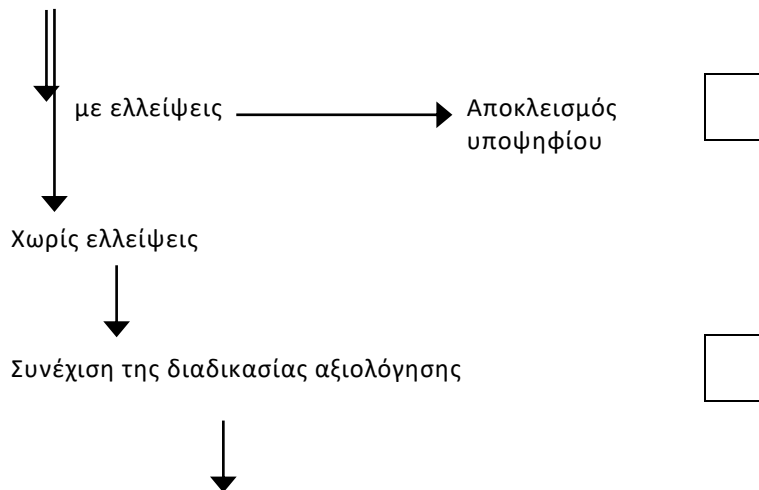 με ελλείψεις
Αποκλεισμός
υποψηφίου
Χωρίς ελλείψεις
Συνέχιση της διαδικασίας αξιολόγησης